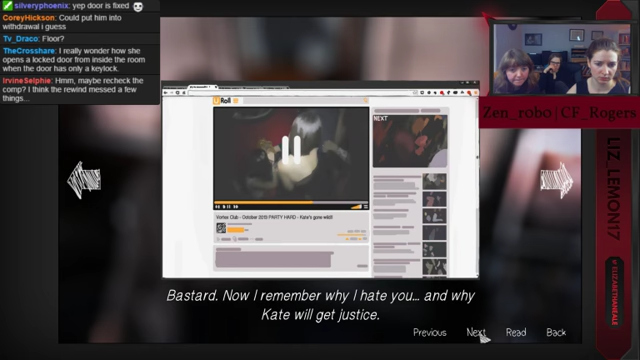 silveryphoenix: yep door is fixed
CoreyHickson: Could put him into
withdrawal i guess
Tv_Draco: Floor?
TheCrosshare: I really wonder how she
opens a locked door from inside the room
when the door has only a keylock.
IrvineSelphie: Hmm, maybe recheck the
comp? I think the rewind messed a few
things...
Zen_robo | CF_Rogers
LIZ_LEMON17
Roll
NEXT
Vortex Club - October 2013 PARTY HARD - Kate's gone wild!
Bastard. Now I remember why I hate you... and why
Kate will get justice.
Previous
Next
Read
Back